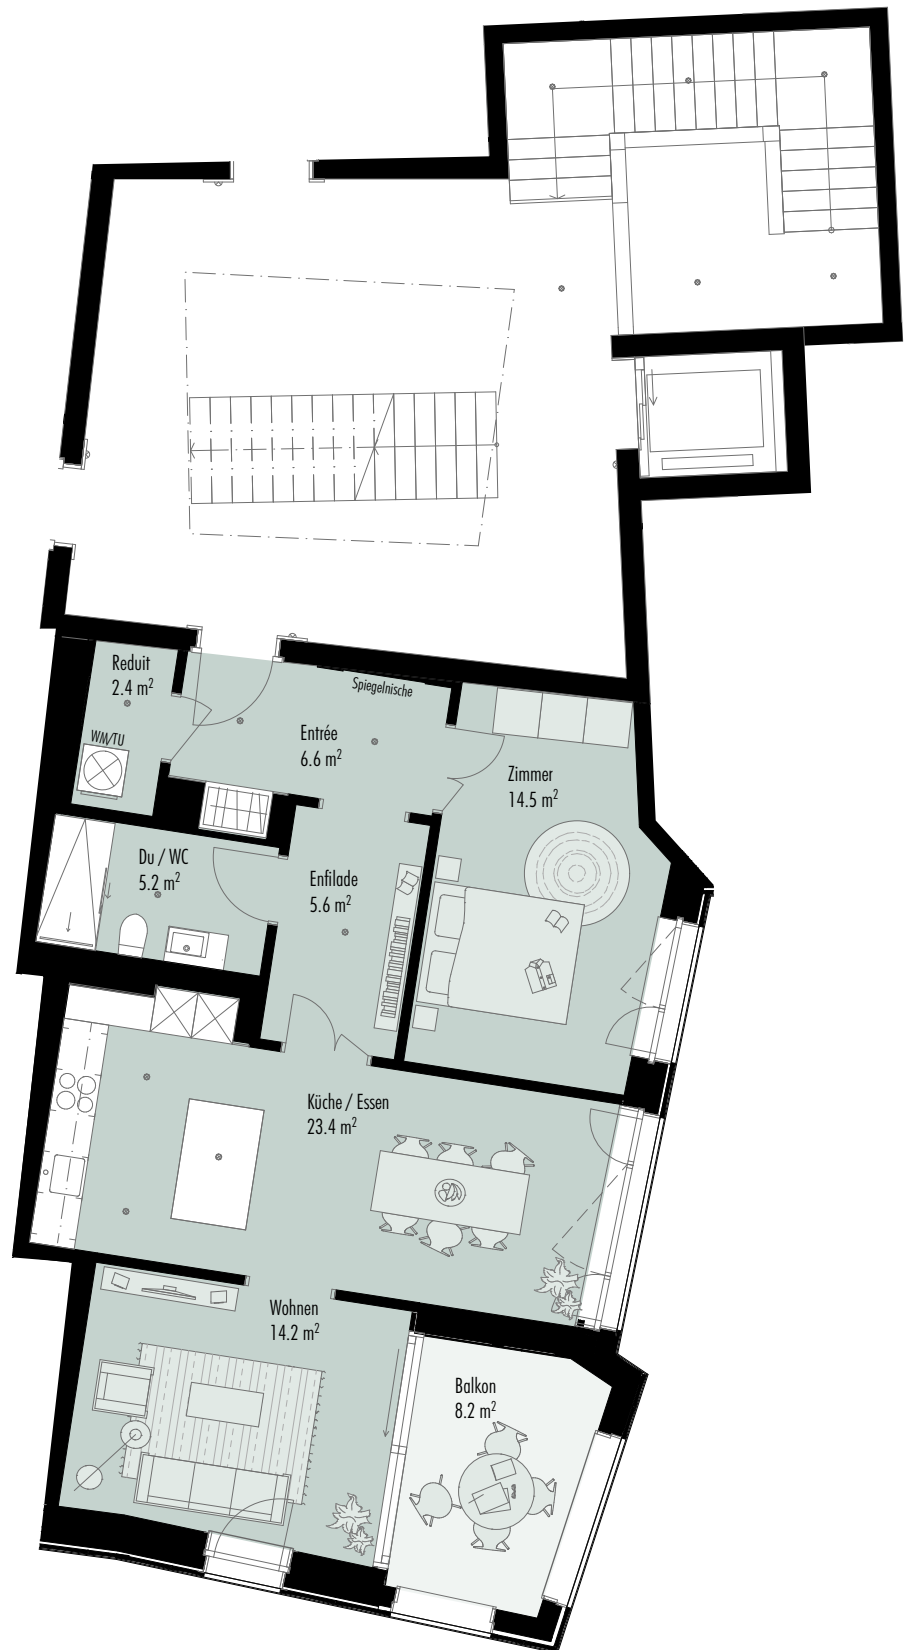 Reduit
2.4 m²
Spiegelnische
WM/TU
Entrée
6.6 m²
Zimmer
14.5 m²
Du / WC
5.2 m²
Enfilade
5.6 m²
Küche / Essen
23.4 m²
Wohnen
14.2 m²
Balkon
8.2 m²